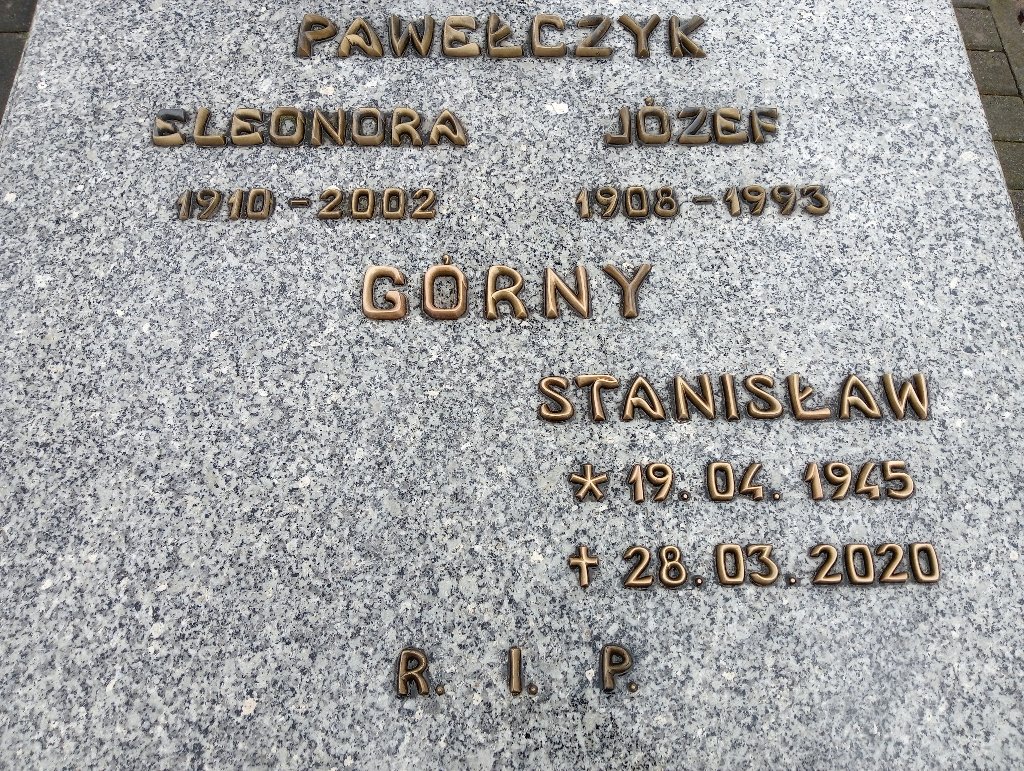 PAWEŁCZYK
ELEONORA JÓZEF
1910 - 2002 1908 - 1993
GÓRNY
STANISŁAW
* 19. 04. 1945
✝ 28. 03. 2020
R. I. P.